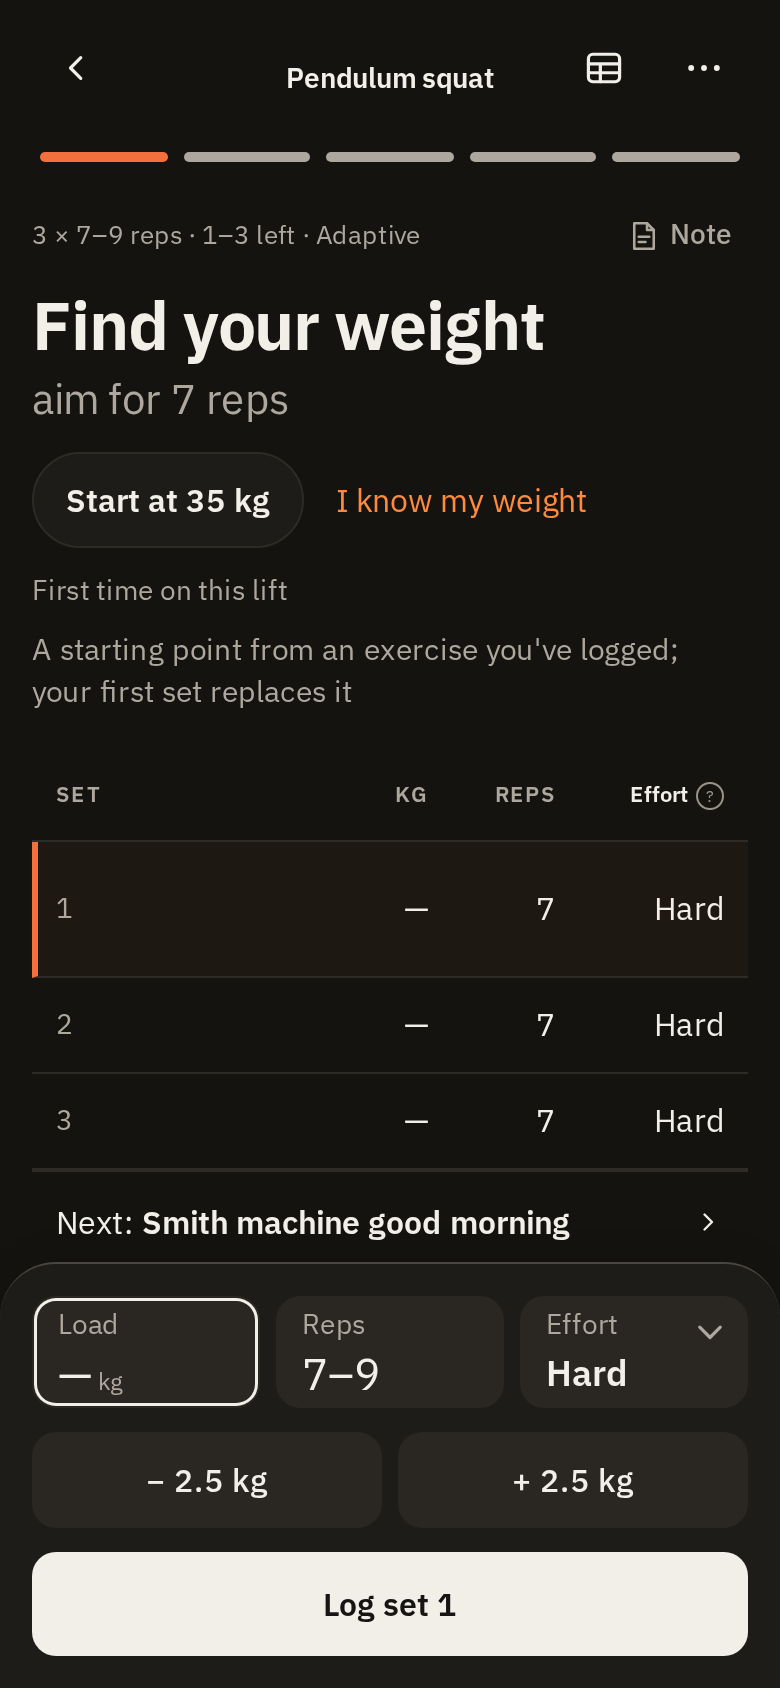 Pendulum squat
3 × 7–9 reps · 1–3 left · Adaptive
Note
Find your weight
aim for 7 reps
Start at 35 kg
I know my weight
First time on this lift
A starting point from an exercise you've logged;
your first set replaces it
SET KG REPS Effort ?
1 — 7 Hard
2 — 7 Hard
3 — 7 Hard
Next: Smith machine good morning
Load Reps Effort
— kg 7–9 Hard
− 2.5 kg + 2.5 kg
Log set 1